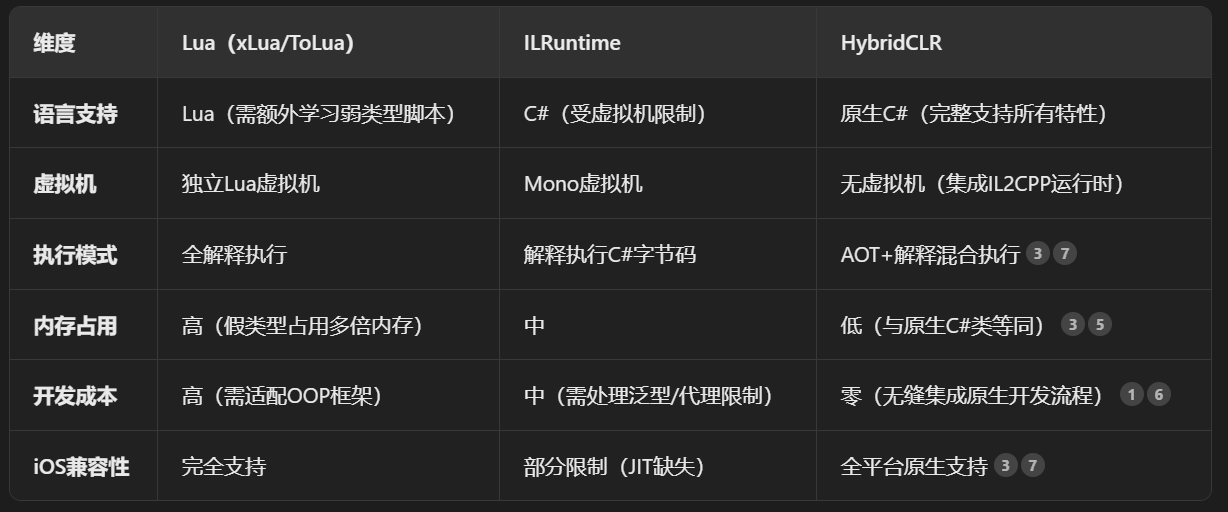 维度 Lua（xLua/ToLua） ILRuntime HybridCLR
语言支持 Lua（需额外学习弱类型脚本） C#（受虚拟机限制） 原生C#（完整支持所有特性）
虚拟机 独立Lua虚拟机 Mono虚拟机 无虚拟机（集成IL2CPP运行时）
执行模式 全解释执行 解释执行C#字节码 AOT+解释混合执行 3 7
内存占用 高（假类型占用多倍内存） 中 低（与原生C#类等同） 3 5
开发成本 高（需适配OOP框架） 中（需处理泛型/代理限制） 零（无缝集成原生开发流程） 1 6
iOS兼容性 完全支持 部分限制（JIT缺失） 全平台原生支持 3 7